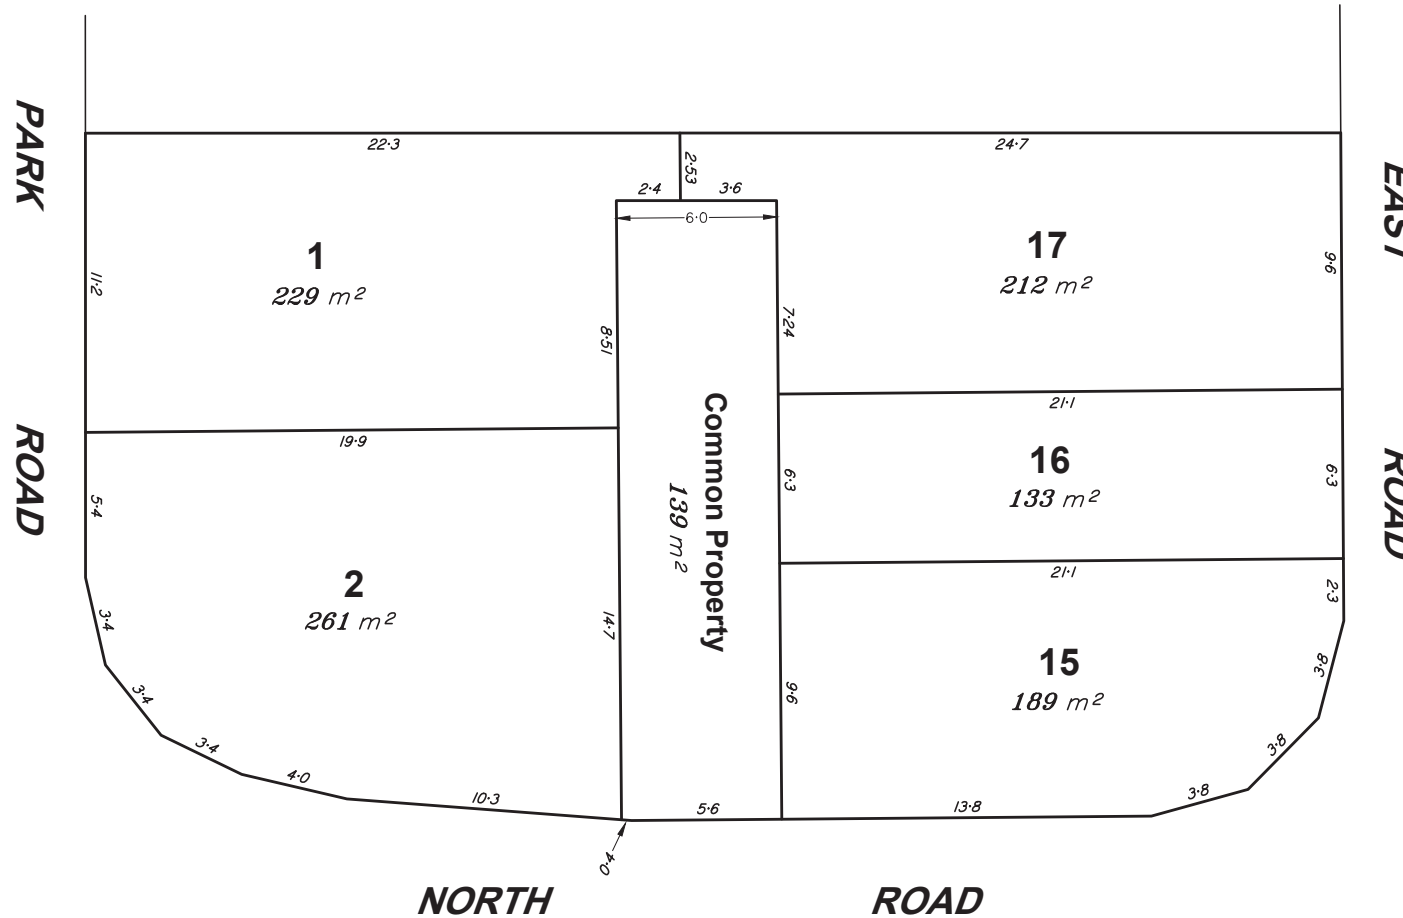 PARK
ROAD
EAST
ROAD
22·3
24·7
2·53
2·4
3·6
6·0
1
229 m²
17
212 m²
11·2
9·6
8·51
7·24
19·9
21·1
Common Property
139 m²
16
133 m²
5·4
6·3
6·3
21·1
2
261 m²
2·3
3·4
14·7
15
189 m²
3·8
9·6
3·4
3·4
3·8
4·0
10·3
5·6
13·8
3·8
0·4
NORTH
ROAD